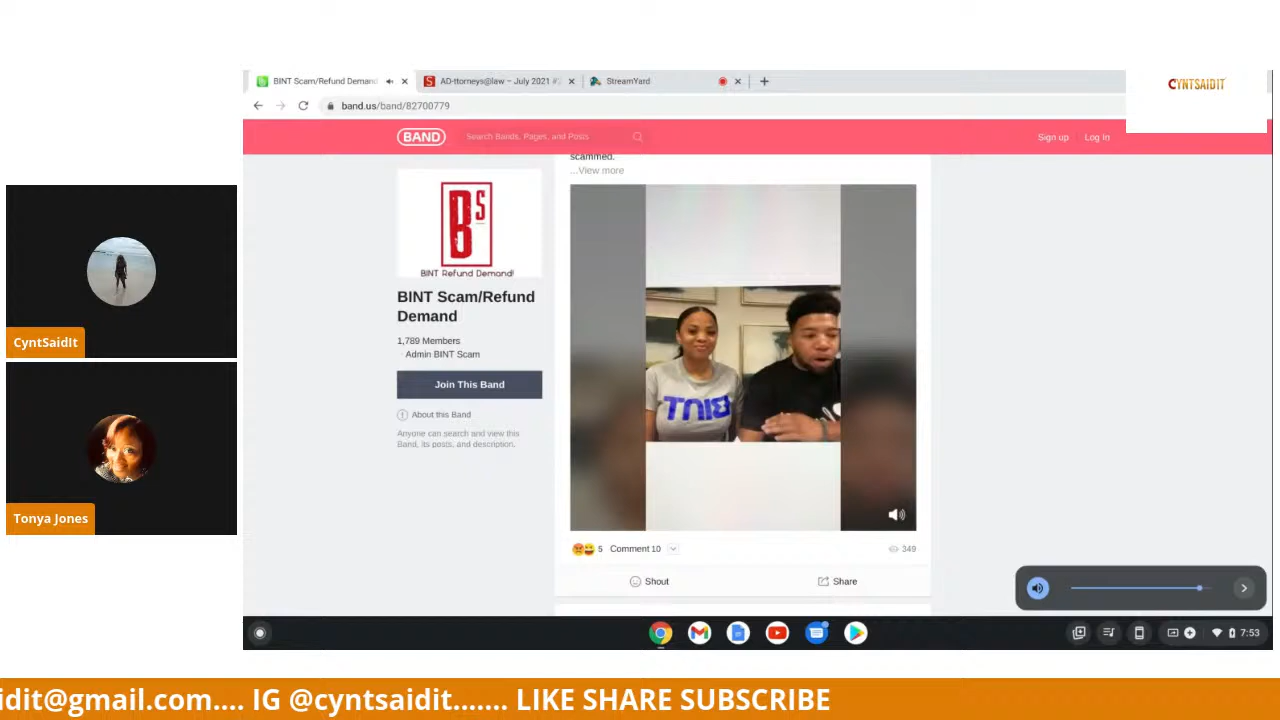 BINT Scam/Refund Demand
AD-ttorneys@law – July 2021 #
StreamYard
CYNTSAIDIT
band.us/band/82700779
BAND
Search Bands, Pages, and Posts
Sign up
Log In
scammed.
...View more
BS
BINT Refund Demand!
BINT Scam/Refund
Demand
1,789 Members
Admin BINT Scam
Join This Band
About this Band
Anyone can search and view this
Band, its posts, and description.
BINT
5 Comment 10
349
Shout
Share
CyntSaidIt
Tonya Jones
7:53
idit@gmail.com.... IG @cyntsaidit....... LIKE SHARE SUBSCRIBE